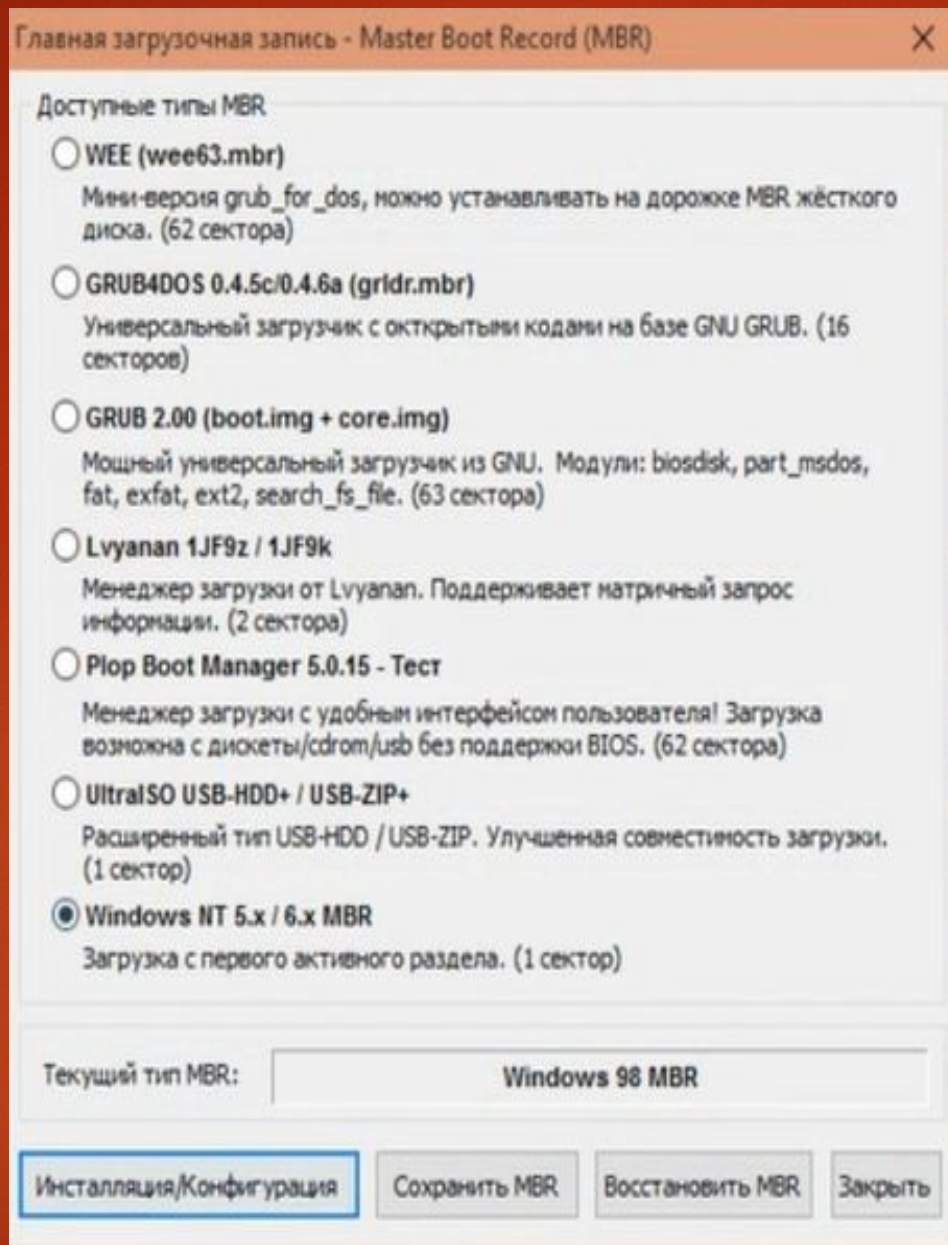 Главная загрузочная запись - Master Boot Record (MBR)
Доступные типы MBR
WEE (wee63.mbr)
Мини-версия grub_for_dos, можно устанавливать на дорожке MBR жёсткого
диска. (62 сектора)
GRUB4DOS 0.4.5c/0.4.6a (grldr.mbr)
Универсальный загрузчик с окткрытыми кодами на базе GNU GRUB. (16
секторов)
GRUB 2.00 (boot.img + core.img)
Мощный универсальный загрузчик из GNU. Модули: biosdisk, part_msdos,
fat, exfat, ext2, search_fs_file. (63 сектора)
Lvyanan 1JF9z / 1JF9k
Менеджер загрузки от Lvyanan. Поддерживает матричный запрос
информации. (2 сектора)
Plop Boot Manager 5.0.15 - Тест
Менеджер загрузки с удобным интерфейсом пользователя! Загрузка
возможна с дискеты/cdrom/usb без поддержки BIOS. (62 сектора)
UltraISO USB-HDD+ / USB-ZIP+
Расширенный тип USB-HDD / USB-ZIP. Улучшенная совместимость загрузки.
(1 сектор)
Windows NT 5.x / 6.x MBR
Загрузка с первого активного раздела. (1 сектор)
Текущий тип MBR:
Windows 98 MBR
Инсталляция/Конфигурация
Сохранить MBR
Восстановить MBR
Закрыть